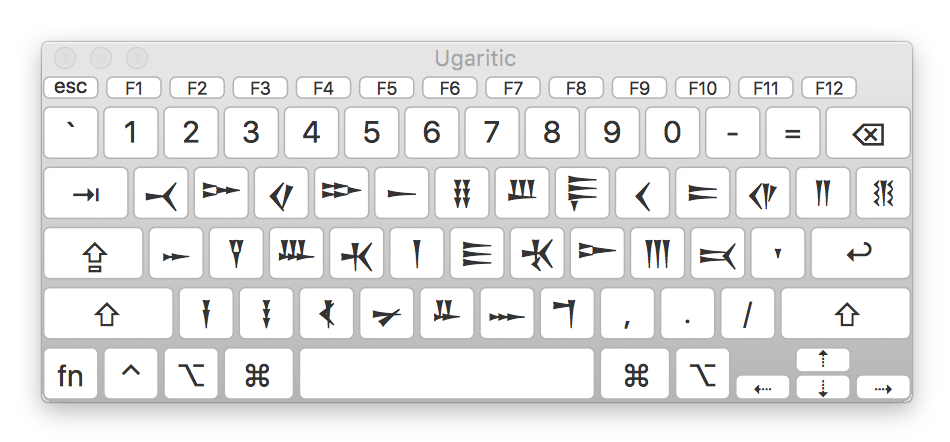 Ugaritic
esc F1 F2 F3 F4 F5 F6 F7 F8 F9 F10 F11 F12
` 1 2 3 4 5 6 7 8 9 0 - = ⌫
⇥ 𐎖 𐎆 𐎏 𐎗 𐎚 𐎊 𐎜 𐎛 𐎓 𐎔 𐎌 𐎕 𐎝
⇪ 𐎀 𐎒 𐎄 𐎉 𐎂 𐎅 𐎑 𐎋 𐎍 𐎙 𐎟 ↩
⇧ 𐎇 𐎃 𐎈 𐎘 𐎁 𐎐 𐎎 , . / ⇧
fn ⌃ ⌥ ⌘ ⌘ ⌥ ⇠ ⇡ ⇣ ⇢